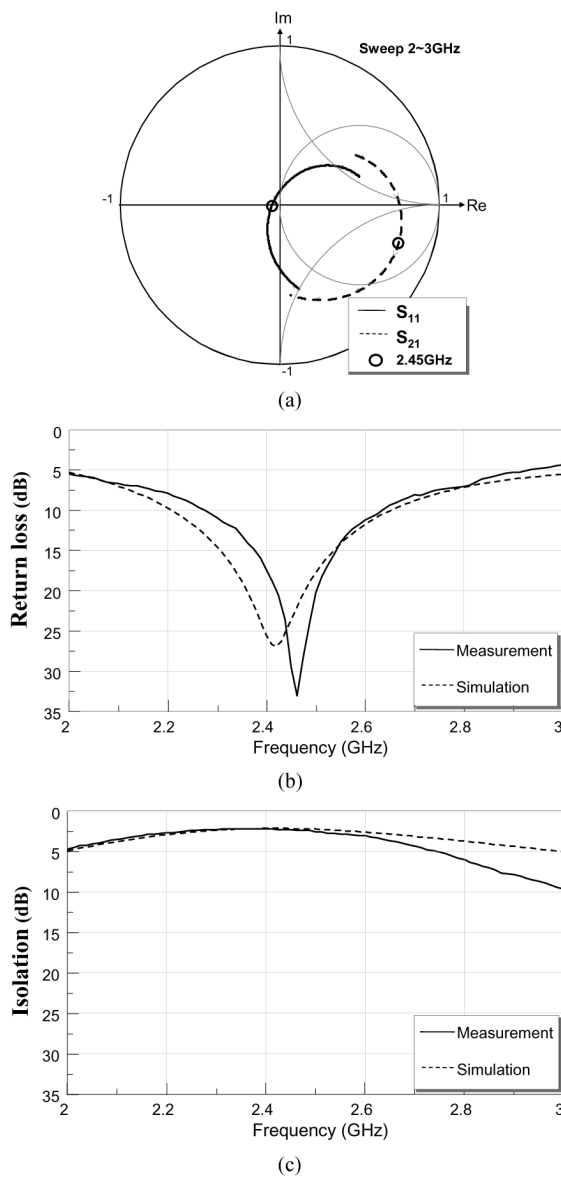 Im
1
Sweep 2~3GHz
-1
1
Re
S11
S21
2.45GHz
-1
(a)
0
5
10
15
20
25
30
35
Return loss (dB)
Measurement
Simulation
2 2.2 2.4 2.6 2.8 3
Frequency (GHz)
(b)
0
5
10
15
20
25
30
35
Isolation (dB)
Measurement
Simulation
2 2.2 2.4 2.6 2.8 3
Frequency (GHz)
(c)